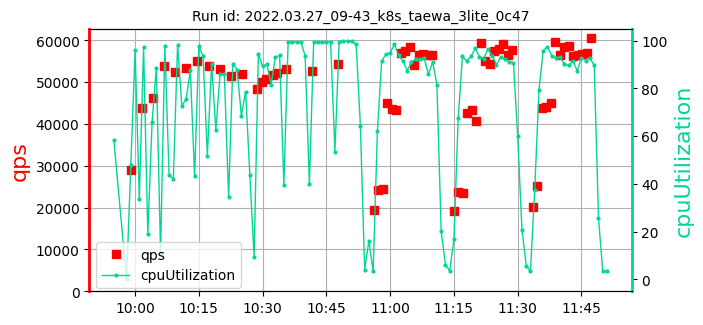 Run id: 2022.03.27_09-43_k8s_taewa_3lite_0c47
60000
50000
40000
30000
20000
10000
0
qps
100
80
60
40
20
0
cpuUtilization
qps
cpuUtilization
10:00 10:15 10:30 10:45 11:00 11:15 11:30 11:45